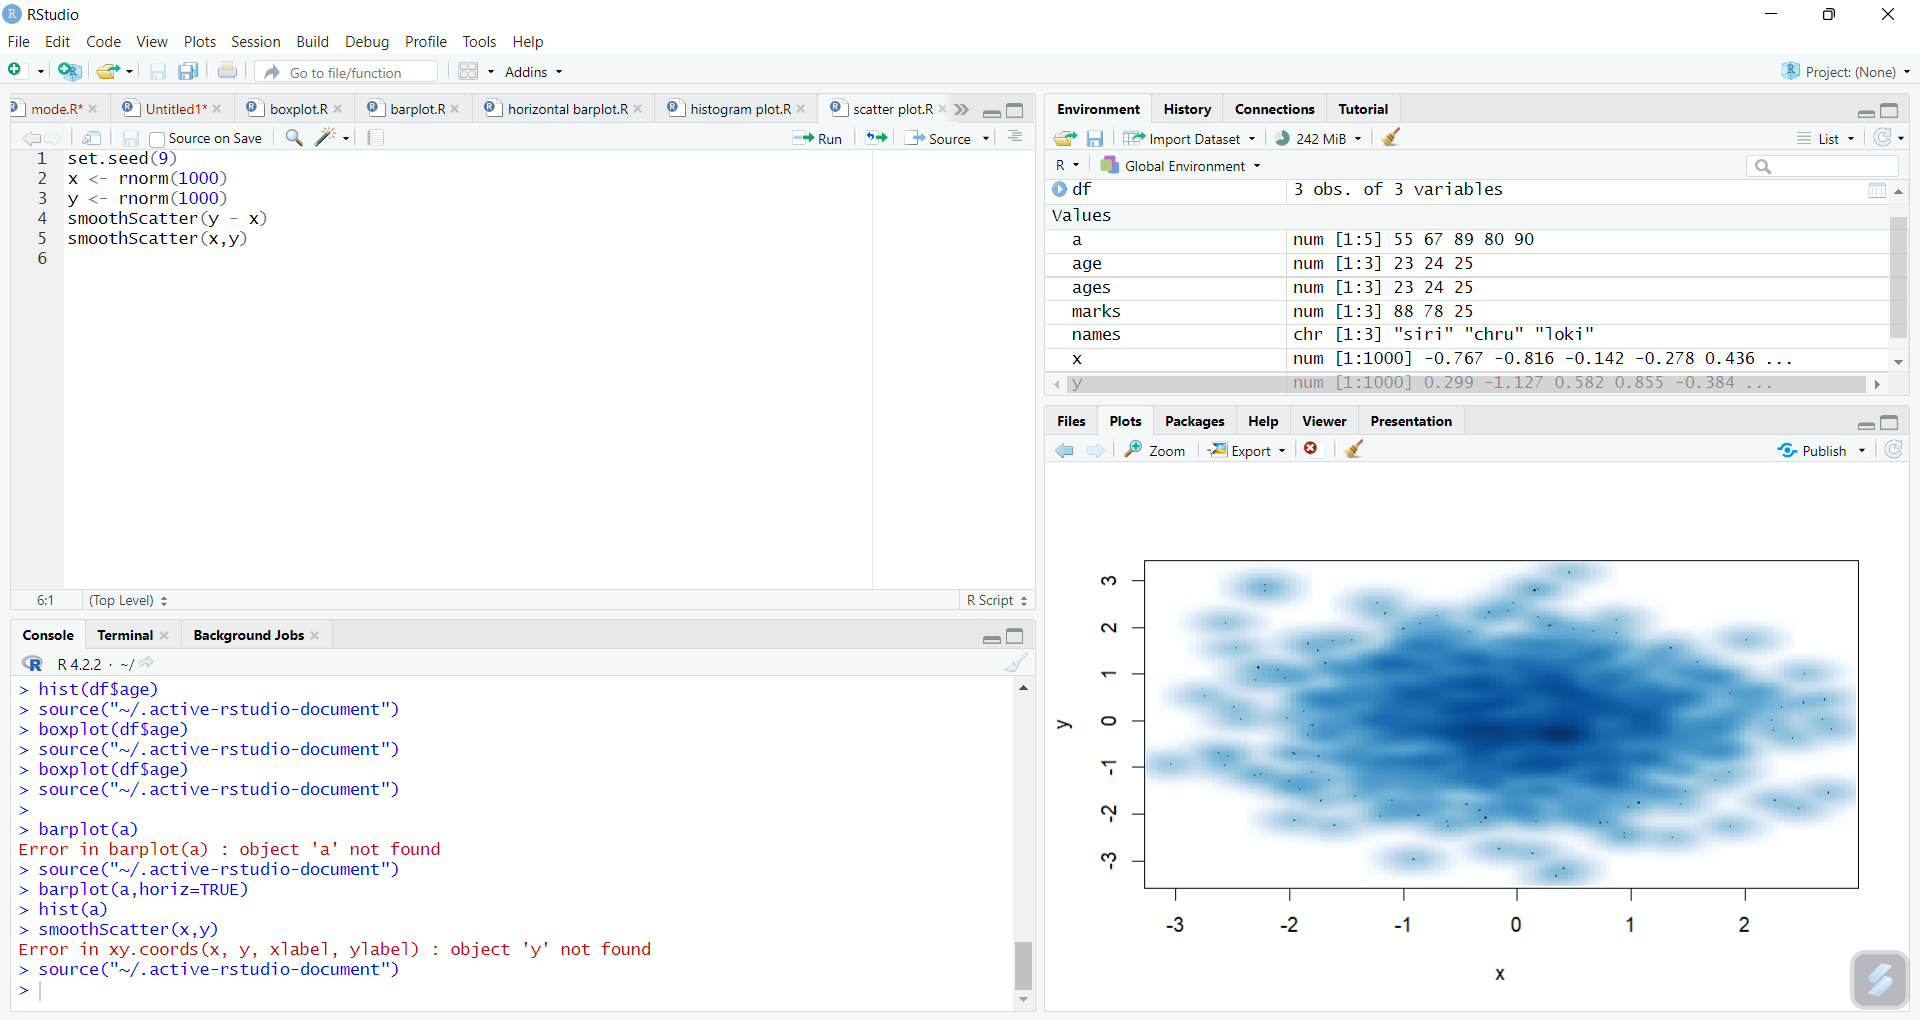 RStudio
File Edit Code View Plots Session Build Debug Profile Tools Help
Go to file/function Addins Project: (None)
mode.R* Untitled1* boxplot.R barplot.R horizontal barplot.R histogram plot.R scatter plot.R
Source on Save Run Source
1 set.seed(9)
2 x <- rnorm(1000)
3 y <- rnorm(1000)
4 smoothScatter(y - x)
5 smoothScatter(x,y)
6
6:1 (Top Level) R Script
Console Terminal Background Jobs
R 4.2.2 · ~/
> hist(df$age)
> source("~/.active-rstudio-document")
> boxplot(df$age)
> source("~/.active-rstudio-document")
> boxplot(df$age)
> source("~/.active-rstudio-document")
>
> barplot(a)
Error in barplot(a) : object 'a' not found
> source("~/.active-rstudio-document")
> barplot(a,horiz=TRUE)
> hist(a)
> smoothScatter(x,y)
Error in xy.coords(x, y, xlabel, ylabel) : object 'y' not found
> source("~/.active-rstudio-document")
>
Environment History Connections Tutorial
Import Dataset 242 MiB List
R Global Environment
df 3 obs. of 3 variables
Values
a num [1:5] 55 67 89 80 90
age num [1:3] 23 24 25
ages num [1:3] 23 24 25
marks num [1:3] 88 78 25
names chr [1:3] "siri" "chru" "loki"
x num [1:1000] -0.767 -0.816 -0.142 -0.278 0.436 ...
y num [1:1000] 0.299 -1.127 0.582 0.855 -0.384 ...
Files Plots Packages Help Viewer Presentation
Zoom Export Publish
3
2
1
0
-1
-2
-3
y
-3 -2 -1 0 1 2
x